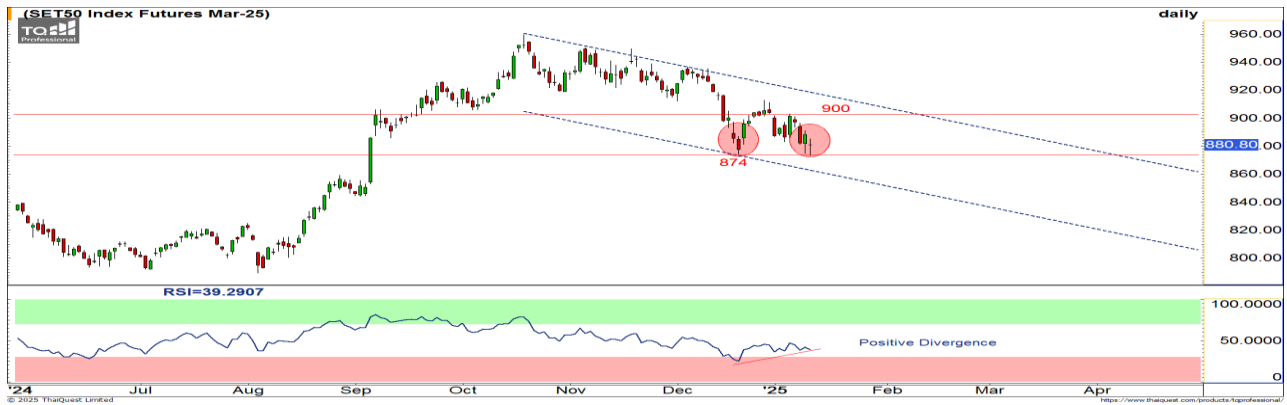 (SET50 Index Futures Mar-25)
daily
TQ
Professional
960.00
940.00
920.00
900
900.00
880.80
.00
874
860.00
840.00
820.00
800.00
RSI=39.2907
100.0000
Positive Divergence
50.0000
0
'24 Jul Aug Sep Oct Nov Dec '25 Feb Mar Apr
© 2025 ThaiQuest Limited
https://www.thaiquest.com/products/tqprofessional/